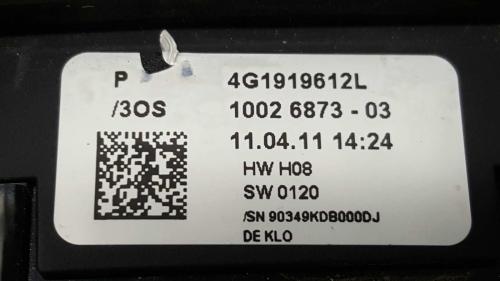 P 4G1919612L
/3OS 1002 6873 - 03
11.04.11 14:24
HW H08
SW 0120
/SN 90349KDB000DJ
DE KLO